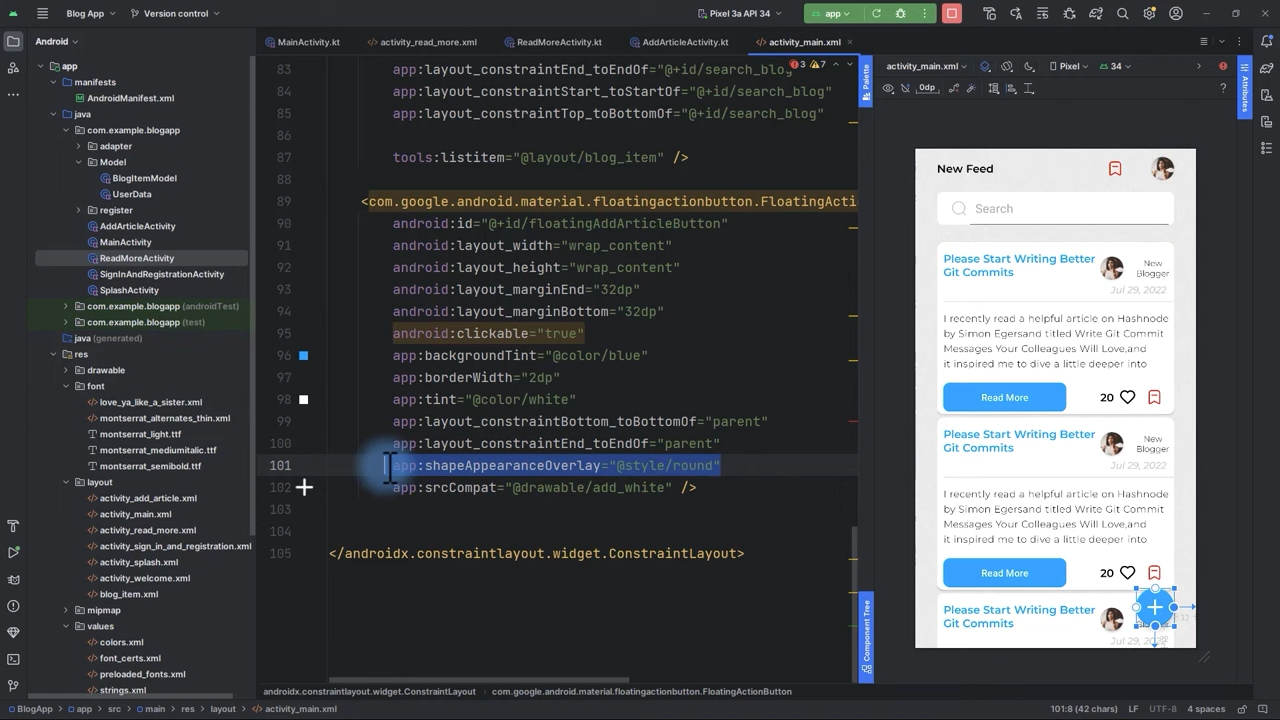 Blog App
Version control
Pixel 3a API 34
app
Android
MainActivity.kt
activity_read_more.xml
ReadMoreActivity.kt
AddArticleActivity.kt
activity_main.xml
app
manifests
AndroidManifest.xml
java
com.example.blogapp
adapter
Model
BlogItemModel
UserData
register
AddArticleActivity
MainActivity
ReadMoreActivity
SignInAndRegistrationActivity
SplashActivity
com.example.blogapp (androidTest)
com.example.blogapp (test)
java (generated)
res
drawable
font
love_ya_like_a_sister.xml
montserrat_alternates_thin.xml
montserrat_light.ttf
montserrat_mediumitalic.ttf
montserrat_semibold.ttf
layout
activity_add_article.xml
activity_main.xml
activity_read_more.xml
activity_sign_in_and_registration.xml
activity_splash.xml
activity_welcome.xml
blog_item.xml
mipmap
values
colors.xml
font_certs.xml
preloaded_fonts.xml
strings.xml
3 7
83 app:layout_constraintEnd_toEndOf="@+id/search_blog"
84 app:layout_constraintStart_toStartOf="@+id/search_blog"
85 app:layout_constraintTop_toBottomOf="@+id/search_blog"
86
87 tools:listitem="@layout/blog_item" />
88
89 <com.google.android.material.floatingactionbutton.FloatingActi
90 android:id="@+id/floatingAddArticleButton"
91 android:layout_width="wrap_content"
92 android:layout_height="wrap_content"
93 android:layout_marginEnd="32dp"
94 android:layout_marginBottom="32dp"
95 android:clickable="true"
96 app:backgroundTint="@color/blue"
97 app:borderWidth="2dp"
98 app:tint="@color/white"
99 app:layout_constraintBottom_toBottomOf="parent"
100 app:layout_constraintEnd_toEndOf="parent"
101 app:shapeAppearanceOverlay="@style/round"
102 app:srcCompat="@drawable/add_white" />
103
104
105 </androidx.constraintlayout.widget.ConstraintLayout>
androidx.constraintlayout.widget.ConstraintLayout
com.google.android.material.floatingactionbutton.FloatingActionButton
Palette
Component Tree
Attributes
activity_main.xml
Pixel
34
0dp
?
New Feed
Search
Please Start Writing Better
Git Commits
New
Blogger
Jul 29, 2022
I recently read a helpful article on Hashnode
by Simon Egersand titled Write Git Commit
Messages Your Colleagues Will Love,and
it inspired me to dive a little deeper into
Read More
20
Please Start Writing Better
Git Commits
New
Blogger
Jul 29, 2022
I recently read a helpful article on Hashnode
by Simon Egersand titled Write Git Commit
Messages Your Colleagues Will Love,and
it inspired me to dive a little deeper into
Read More
20
Please Start Writing Better
Git Commits
Jul 29, 2022
32
BlogApp
app
src
main
res
layout
activity_main.xml
101:8 (42 chars)
LF
UTF-8
4 spaces